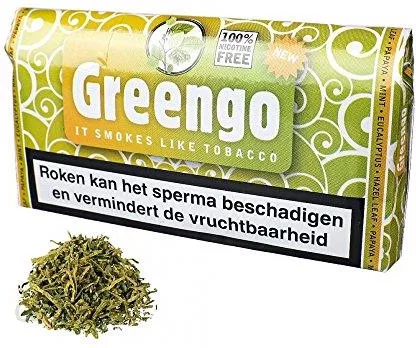 100%
NICOTINE
FREE
NEW
Greengo
IT SMOKES LIKE TOBACCO
Roken kan het sperma beschadigen
en vermindert de vruchtbaarheid
PAPAYA • MINT • EUCALYPTUS • HAZEL LEAF • PAPAYA